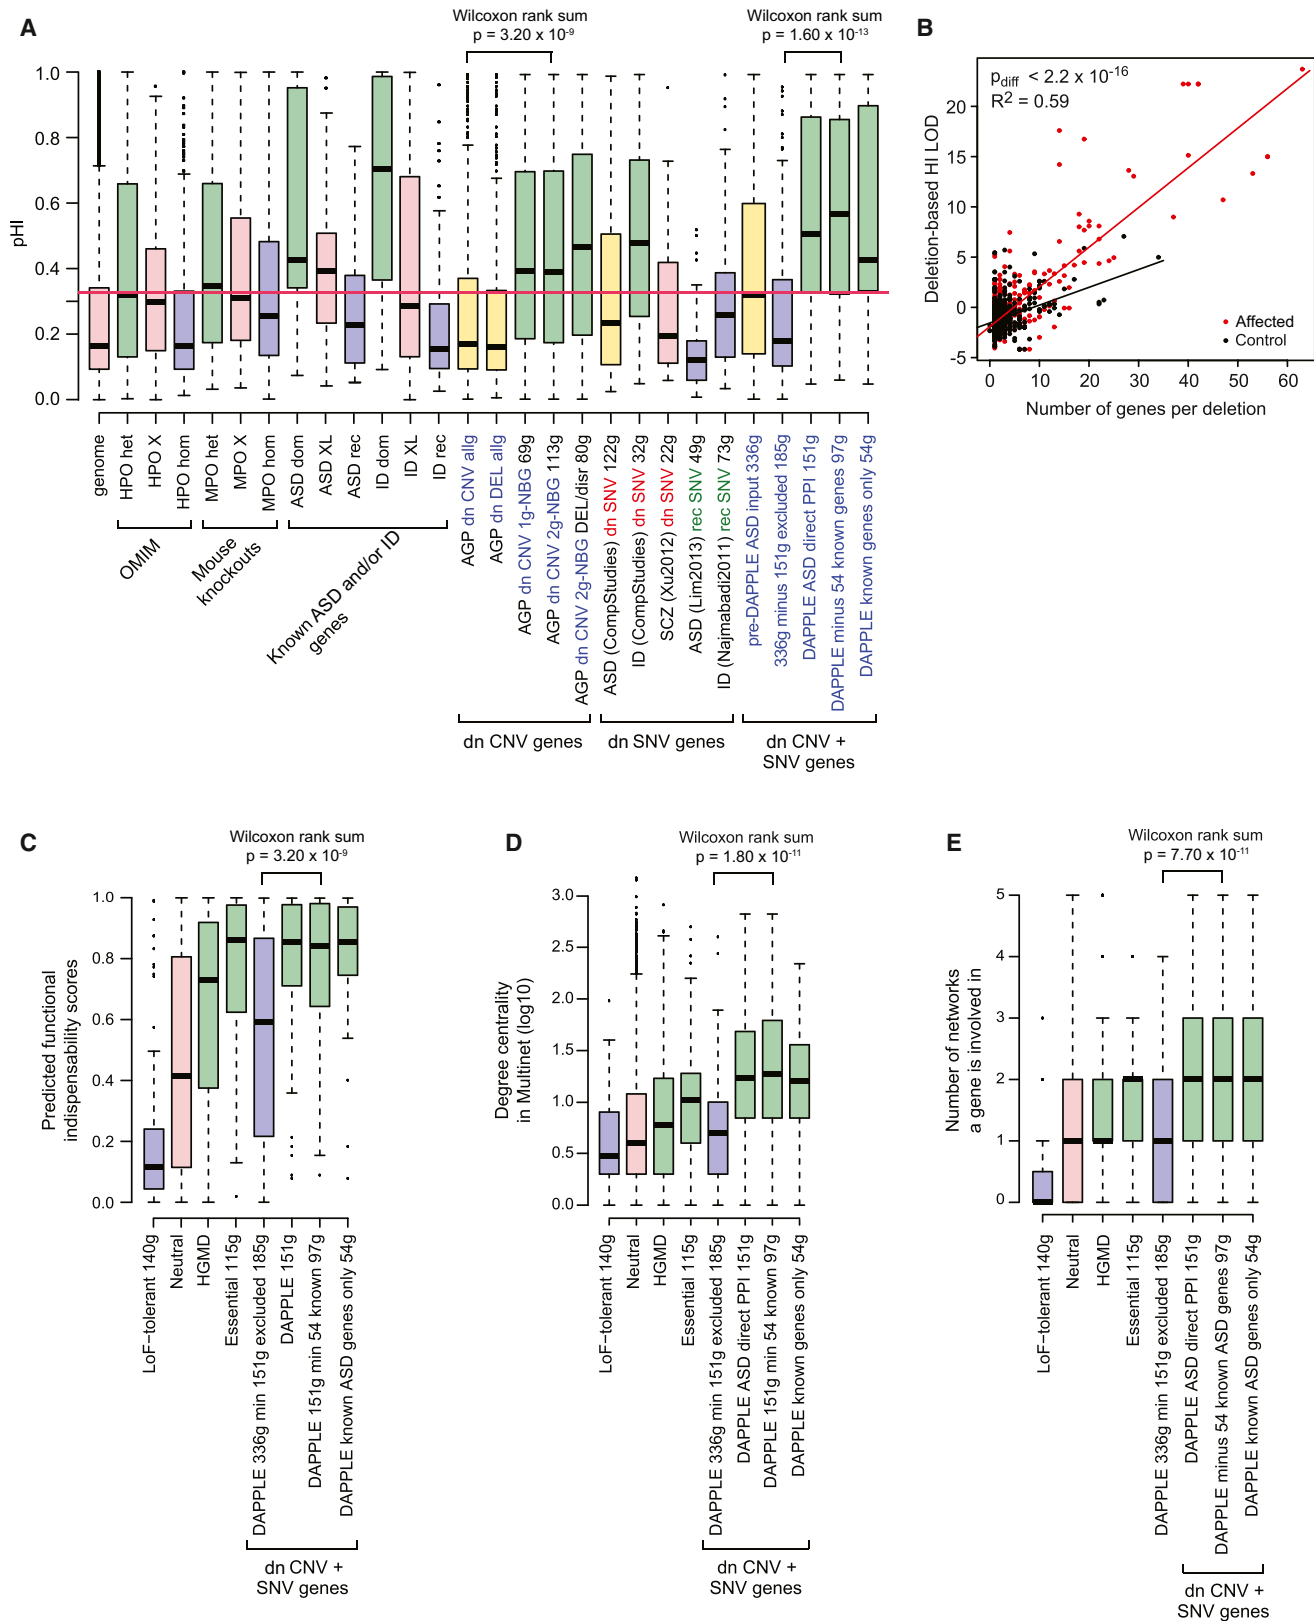 A
Wilcoxon rank sum
p = 3.20 x 10-9
Wilcoxon rank sum
p = 1.60 x 10-13
pHI
1.0
0.8
0.6
0.4
0.2
0.0
genome
HPO het
HPO X
HPO hom
MPO het
MPO X
MPO hom
ASD dom
ASD XL
ASD rec
ID dom
ID XL
ID rec
AGP dn CNV allg
AGP dn DEL allg
AGP dn CNV 1g-NBG 69g
AGP dn CNV 2g-NBG 113g
AGP dn CNV 2g-NBG DEL/disr 80g
ASD (CompStudies) dn SNV 122g
ID (CompStudies) dn SNV 32g
SCZ (Xu2012) dn SNV 22g
ASD (Lim2013) rec SNV 49g
ID (Najmabadi2011) rec SNV 73g
pre-DAPPLE ASD input 336g
336g minus 151g excluded 185g
DAPPLE ASD direct PPI 151g
DAPPLE minus 54 known genes 97g
DAPPLE known genes only 54g
OMIM
Mouse
knockouts
Known ASD and/or ID
genes
dn CNV genes
dn SNV genes
dn CNV +
SNV genes
B
pdiff < 2.2 x 10-16
R2 = 0.59
Deletion-based HI LOD
20
15
10
5
0
-5
Affected
Control
0 10 20 30 40 50 60
Number of genes per deletion
C
Wilcoxon rank sum
p = 3.20 x 10-9
Predicted functional
indispensability scores
1.0
0.8
0.6
0.4
0.2
0.0
LoF-tolerant 140g
Neutral
HGMD
Essential 115g
DAPPLE 336g min 151g excluded 185g
DAPPLE 151g
DAPPLE 151g min 54 known 97g
DAPPLE known ASD genes only 54g
dn CNV +
SNV genes
D
Wilcoxon rank sum
p = 1.80 x 10-11
Degree centrality
in Multinet (log10)
3.0
2.5
2.0
1.5
1.0
0.5
0.0
LoF-tolerant 140g
Neutral
HGMD
Essential 115g
DAPPLE 336g min 151g excluded 185g
DAPPLE ASD direct PPI 151g
DAPPLE 151g min 54 known 97g
DAPPLE known genes only 54g
dn CNV +
SNV genes
E
Wilcoxon rank sum
p = 7.70 x 10-11
Number of networks
a gene is involved in
5
4
3
2
1
0
LoF-tolerant 140g
Neutral
HGMD
Essential 115g
DAPPLE 336g min 151g excluded 185g
DAPPLE ASD direct PPI 151g
DAPPLE minus 54 known ASD genes 97g
DAPPLE known ASD genes only 54g
dn CNV +
SNV genes